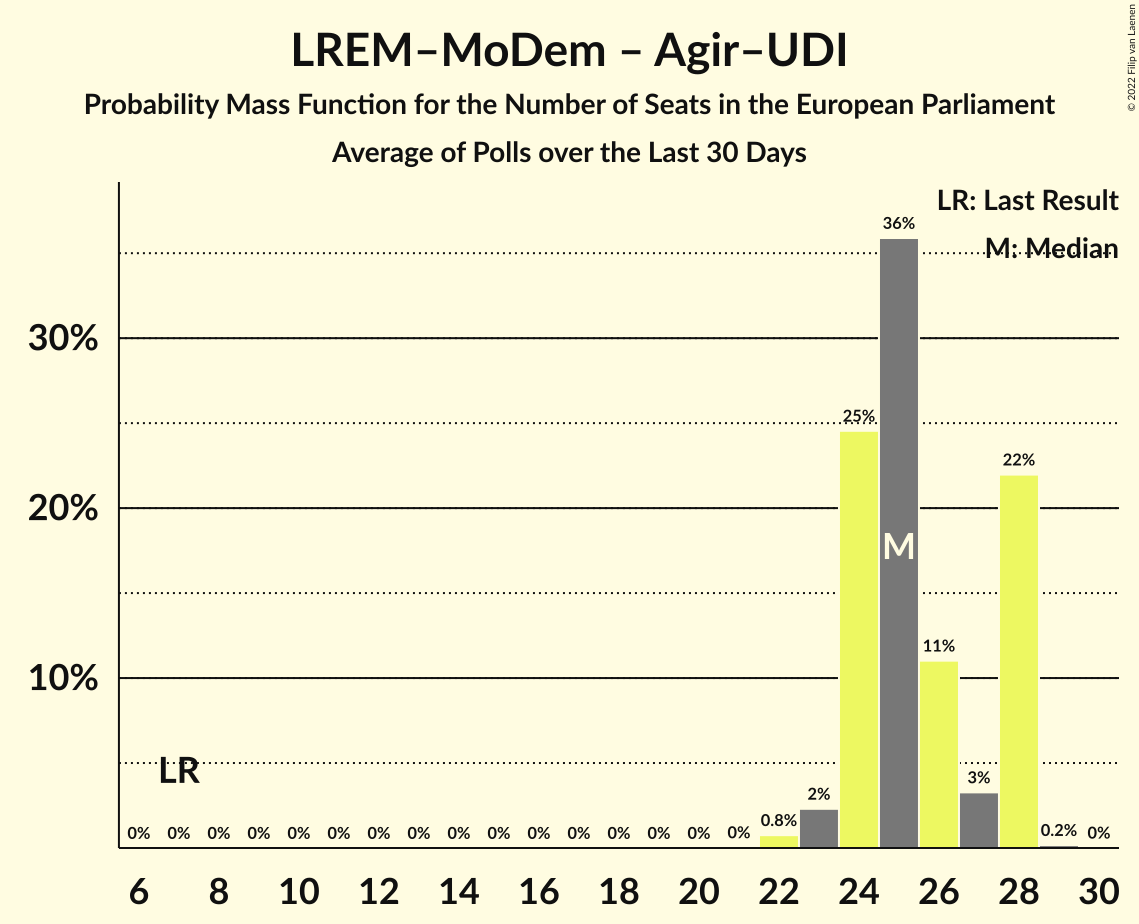 LREM–MoDem – Agir–UDI
Probability Mass Function for the Number of Seats in the European Parliament
Average of Polls over the Last 30 Days
© 2022 Filip van Laenen
LR: Last Result
M: Median
30%
20%
10%
36%
25%
22%
M
11%
LR
3%
2%
0.8%
0.2%
0% 0% 0% 0% 0% 0% 0% 0% 0% 0% 0% 0% 0% 0% 0% 0% 0%
6 8 10 12 14 16 18 20 22 24 26 28 30